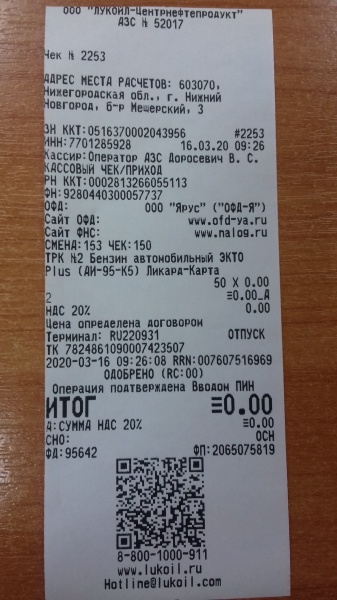 ООО "ЛУКОЙЛ-Центрнефтепродукт"
АЗС № 52017
Чек № 2253
АДРЕС МЕСТА РАСЧЕТОВ: 603070,
Нижегородская обл., г. Нижний
Новгород, б-р Мещерский, 3
ЗН ККТ:0516370002043956 #2253
ИНН:7701285928 16.03.20 09:26
Кассир:Оператор АЗС Доросевич В. С.
КАССОВЫЙ ЧЕК/ПРИХОД
РН ККТ:0002813266055113
ФН:9280440300057737
ОФД: ООО "Ярус" ("ОФД-Я")
Сайт ОФД: www.ofd-ya.ru
Сайт ФНС: www.nalog.ru
СМЕНА:153 ЧЕК:150
ТРК №2 Бензин автомобильный ЭКТО
Plus (АИ-95-К5) Ликард-Карта
50 X 0.00
2 ≡0.00_А
НДС 20% 0.00
Цена определена договором
Терминал: RU220931 ОТПУСК
ТК 7824861090007423507
2020-03-16 09:26:08 RRN:007607516969
ОДОБРЕНО (RC:00)
Операция подтверждена Вводом ПИН
ИТОГ ≡0.00
А:СУММА НДС 20% ≡0.00
СНО: ОСН
ФД:95642 ФП:2065075819
8-800-1000-911
www.lukoil.ru
Hotline@lukoil.com